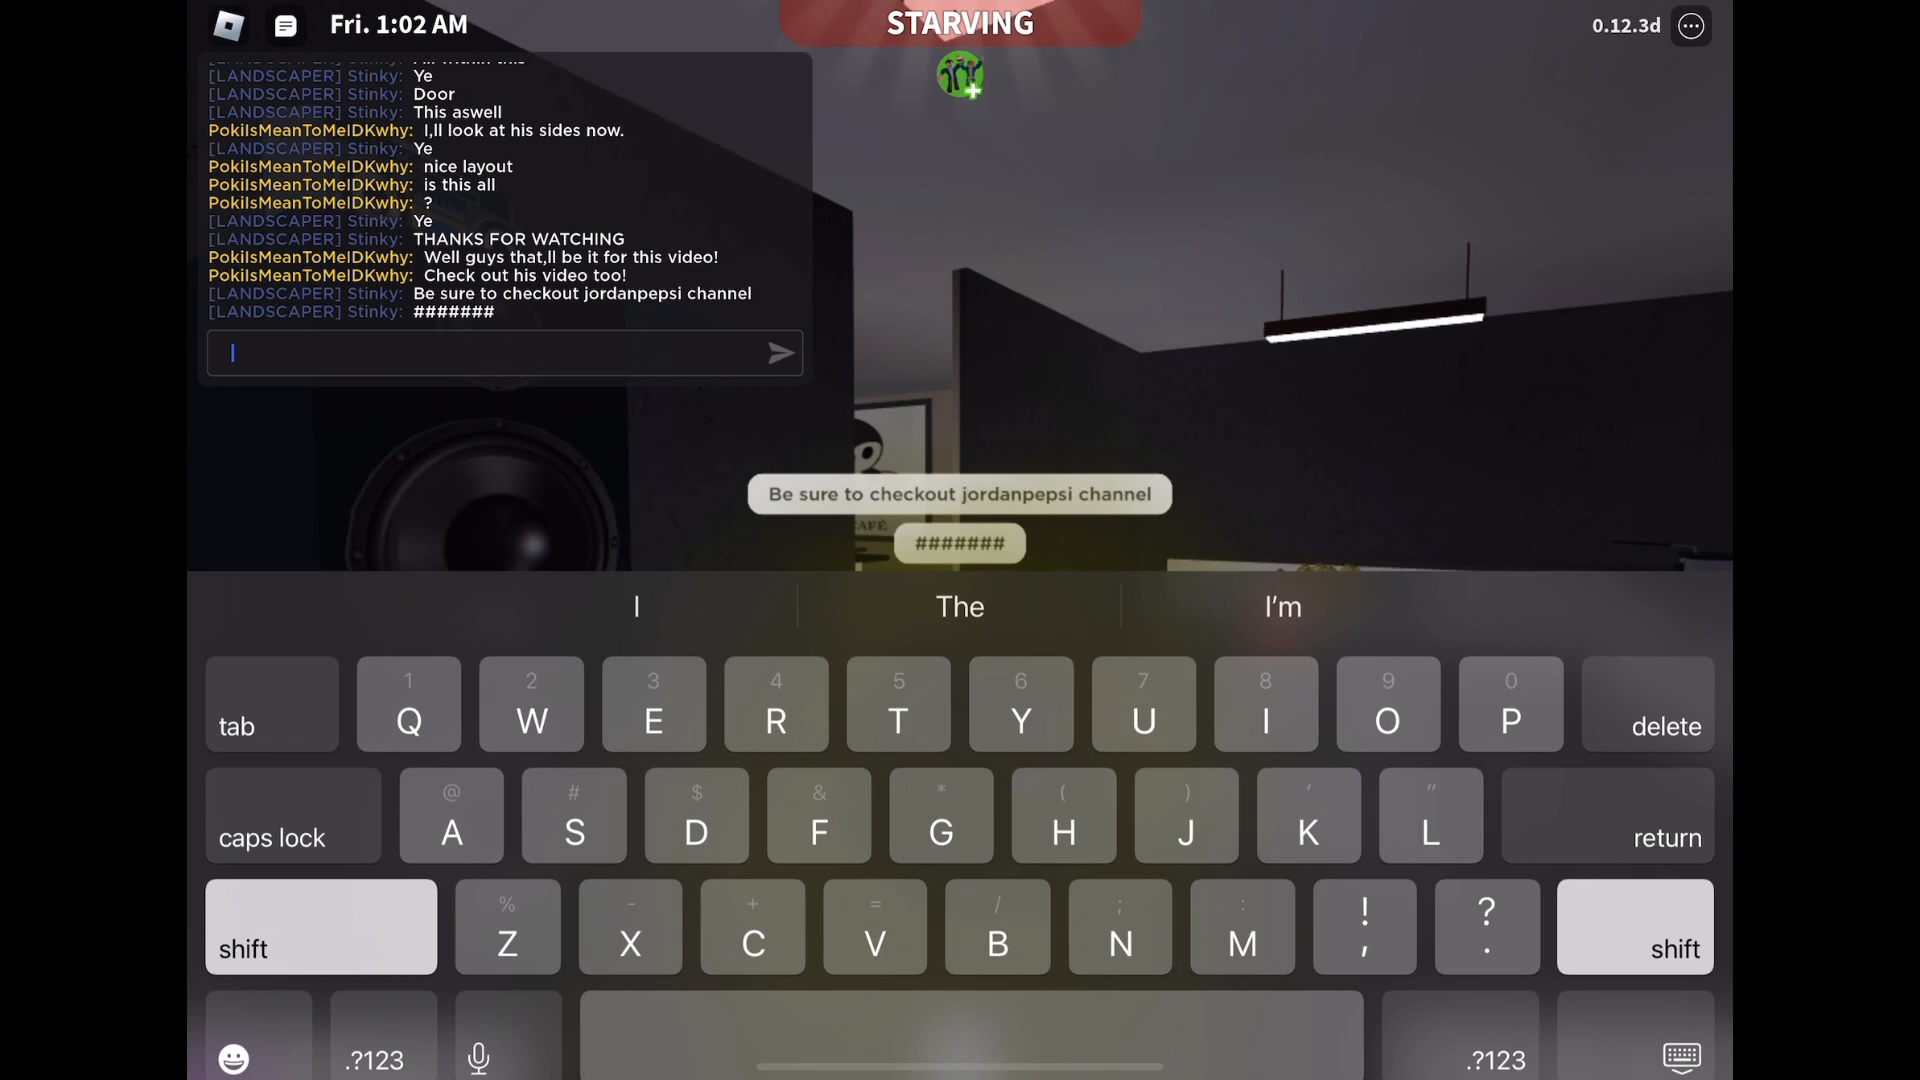 Fri. 1:02 AM
STARVING
0.12.3d
[LANDSCAPER] Stinky: Ye
[LANDSCAPER] Stinky: Door
[LANDSCAPER] Stinky: This aswell
PokiIsMeanToMeIDKwhy: I,ll look at his sides now.
[LANDSCAPER] Stinky: Ye
PokiIsMeanToMeIDKwhy: nice layout
PokiIsMeanToMeIDKwhy: is this all
PokiIsMeanToMeIDKwhy: ?
[LANDSCAPER] Stinky: Ye
[LANDSCAPER] Stinky: THANKS FOR WATCHING
PokiIsMeanToMeIDKwhy: Well guys that,ll be it for this video!
PokiIsMeanToMeIDKwhy: Check out his video too!
[LANDSCAPER] Stinky: Be sure to checkout jordanpepsi channel
[LANDSCAPER] Stinky: #######
Be sure to checkout jordanpepsi channel
CAFÉ
#######
I The I'm
1 2 3 4 5 6 7 8 9 0
tab Q W E R T Y U I O P delete
@ # $ & * ( ) ' "
caps lock A S D F G H J K L return
% - + = / ; : ! ?
shift Z X C V B N M , . shift
.?123 .?123